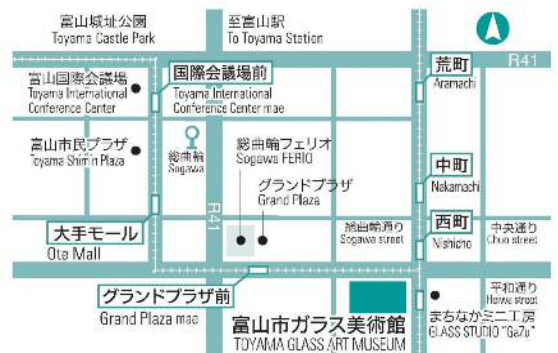 富山城址公園
Toyama Castle Park
至富山駅
To Toyama Station
R41
富山国際会議場
Toyama International
Conference Center
国際会議場前
Toyama International
Conference Center mae
荒町
Aramachi
富山市民プラザ
Toyama Shimin Plaza
総曲輪
Sogawa
総曲輪フェリオ
Sogawa FERIO
グランドプラザ
Grand Plaza
中町
Nakamachi
R41
大手モール
Ote Mall
総曲輪通り
Sogawa street
西町
Nishicho
中央通り
Chuo street
グランドプラザ前
Grand Plaza mae
平和通り
Heiwa street
富山市ガラス美術館
TOYAMA GLASS ART MUSEUM
まちなかミニ工房
GLASS STUDIO "GaZu"